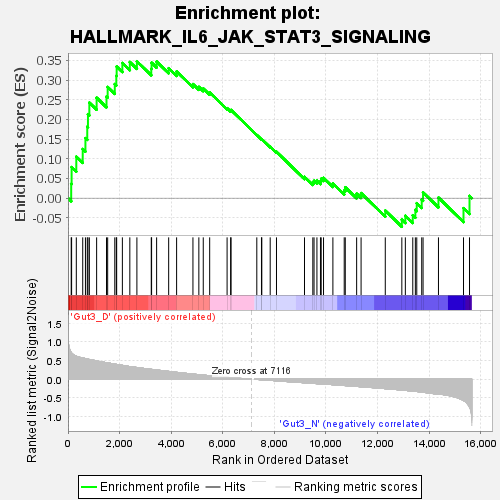 Enrichment plot:
HALLMARK_IL6_JAK_STAT3_SIGNALING
Enrichment score (ES)
0.35
0.30
0.25
0.20
0.15
0.10
0.05
0.00
-0.05
Ranked list metric (Signal2Noise)
'Gut3_D' (positively correlated)
1.5
1.0
0.5
0.0
-0.5
-1.0
Zero cross at 7116
'Gut3_N' (negatively correlated)
0
2,000
4,000
6,000
8,000
10,000
12,000
14,000
16,000
Rank in Ordered Dataset
Enrichment profile
Hits
Ranking metric scores